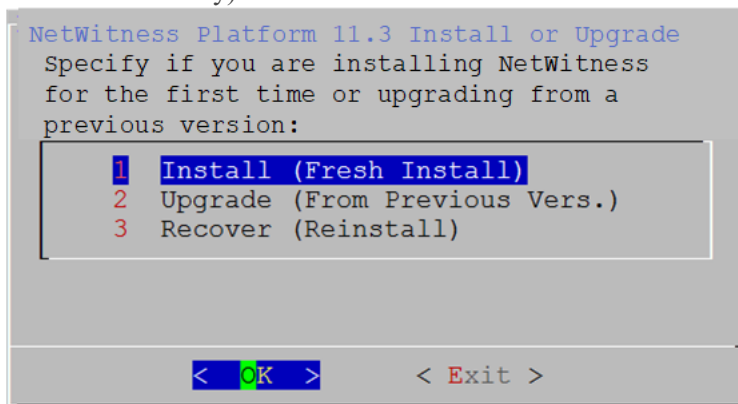 NetWitness Platform 11.3 Install or Upgrade
Specify if you are installing NetWitness
for the first time or upgrading from a
previous version:
1 Install (Fresh Install)
2 Upgrade (From Previous Vers.)
3 Recover (Reinstall)
< OK > < Exit >